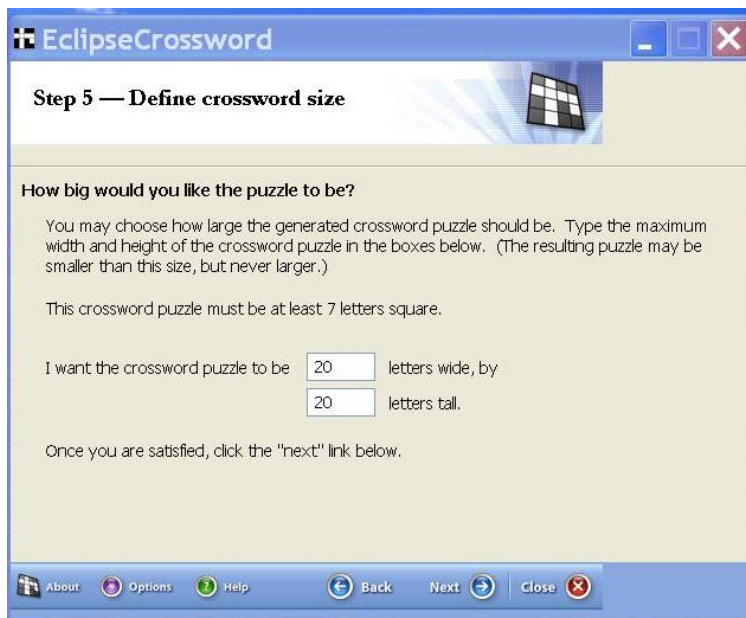 EclipseCrossword
Step 5 — Define crossword size
How big would you like the puzzle to be?
You may choose how large the generated crossword puzzle should be. Type the maximum
width and height of the crossword puzzle in the boxes below. (The resulting puzzle may be
smaller than this size, but never larger.)
This crossword puzzle must be at least 7 letters square.
I want the crossword puzzle to be 20 letters wide, by
20 letters tall.
Once you are satisfied, click the "next" link below.
About Options Help Back Next Close